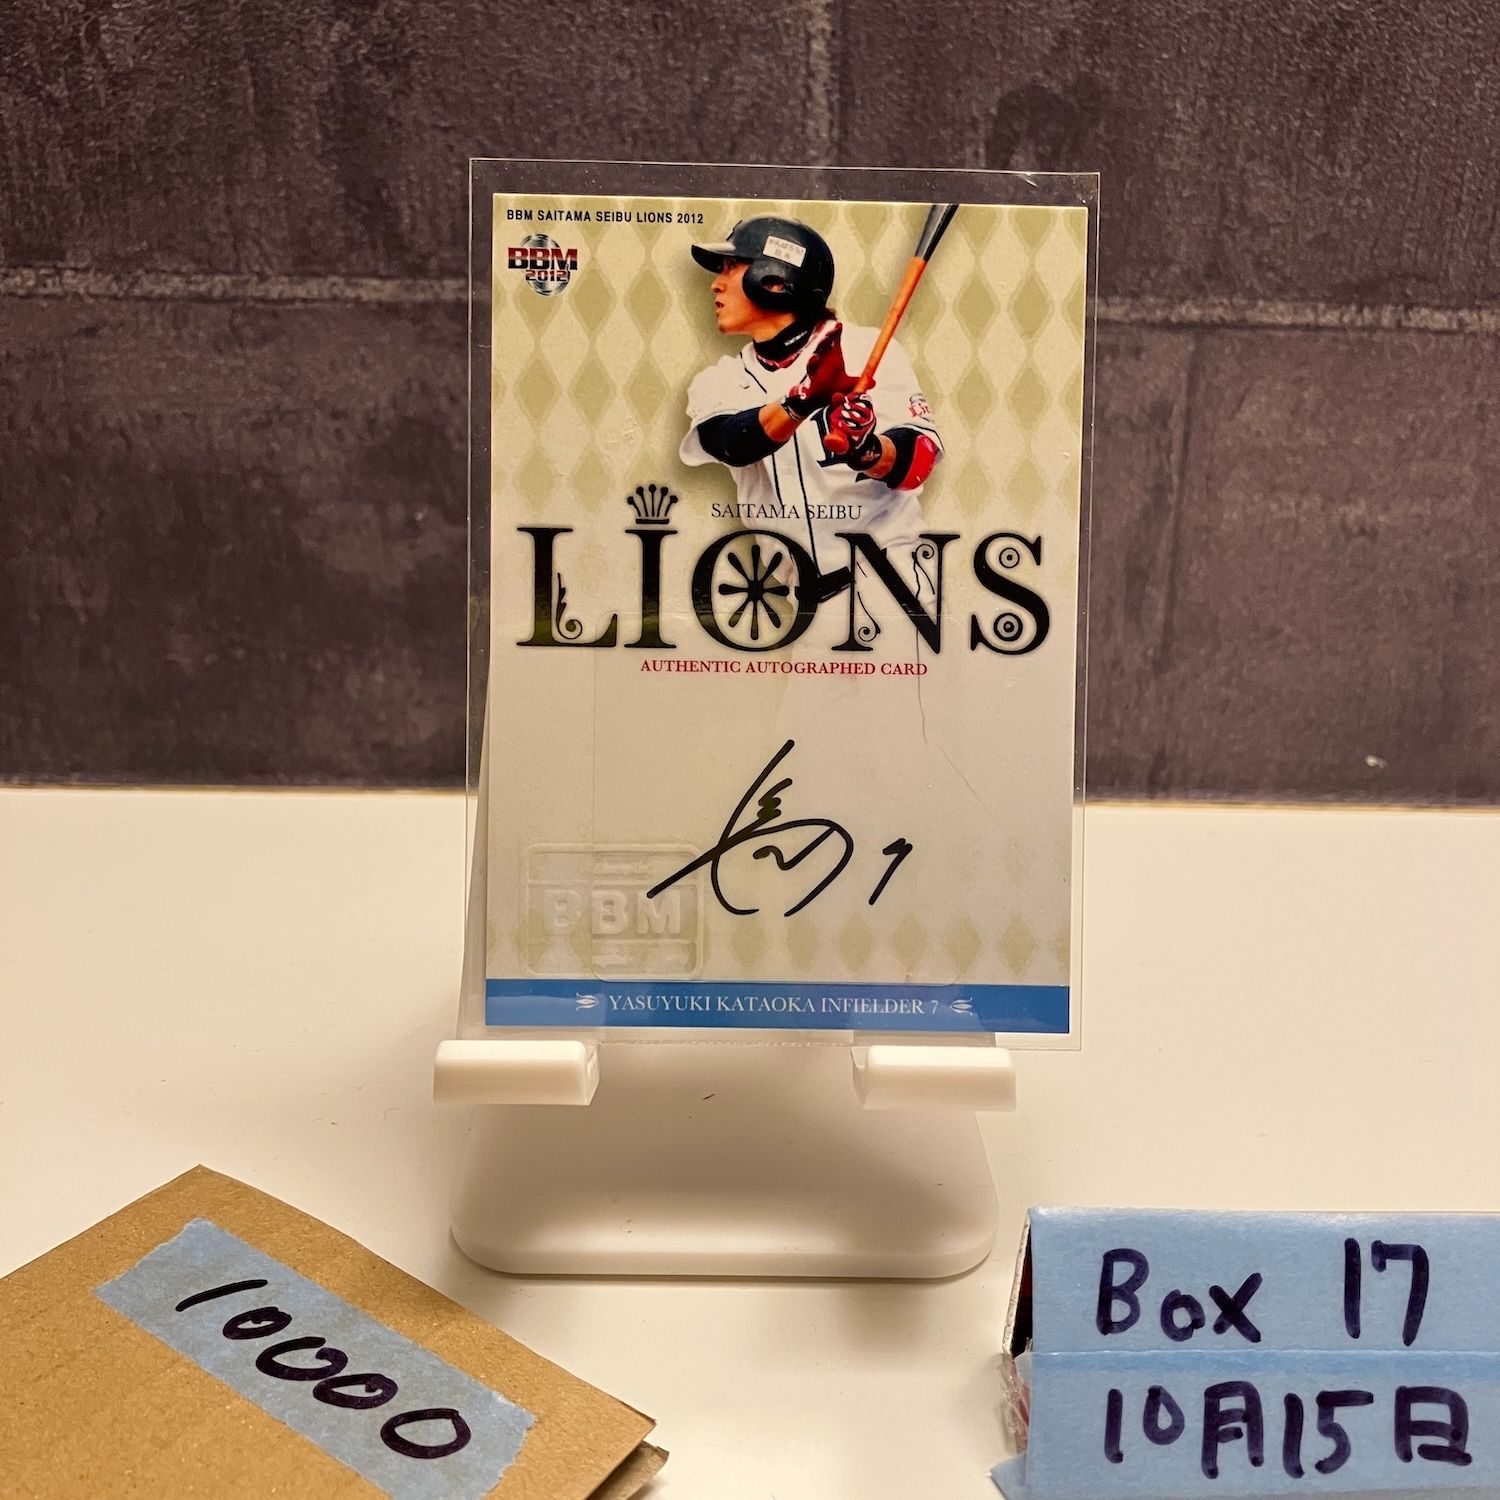 BBM SAITAMA SEIBU LIONS 2012
BBM
2012
SAITAMA SEIBU
LIONS
AUTHENTIC AUTOGRAPHED CARD
7
BBM
YASUYUKI KATAOKA INFIELDER 7
10000
Box 17
10月15日